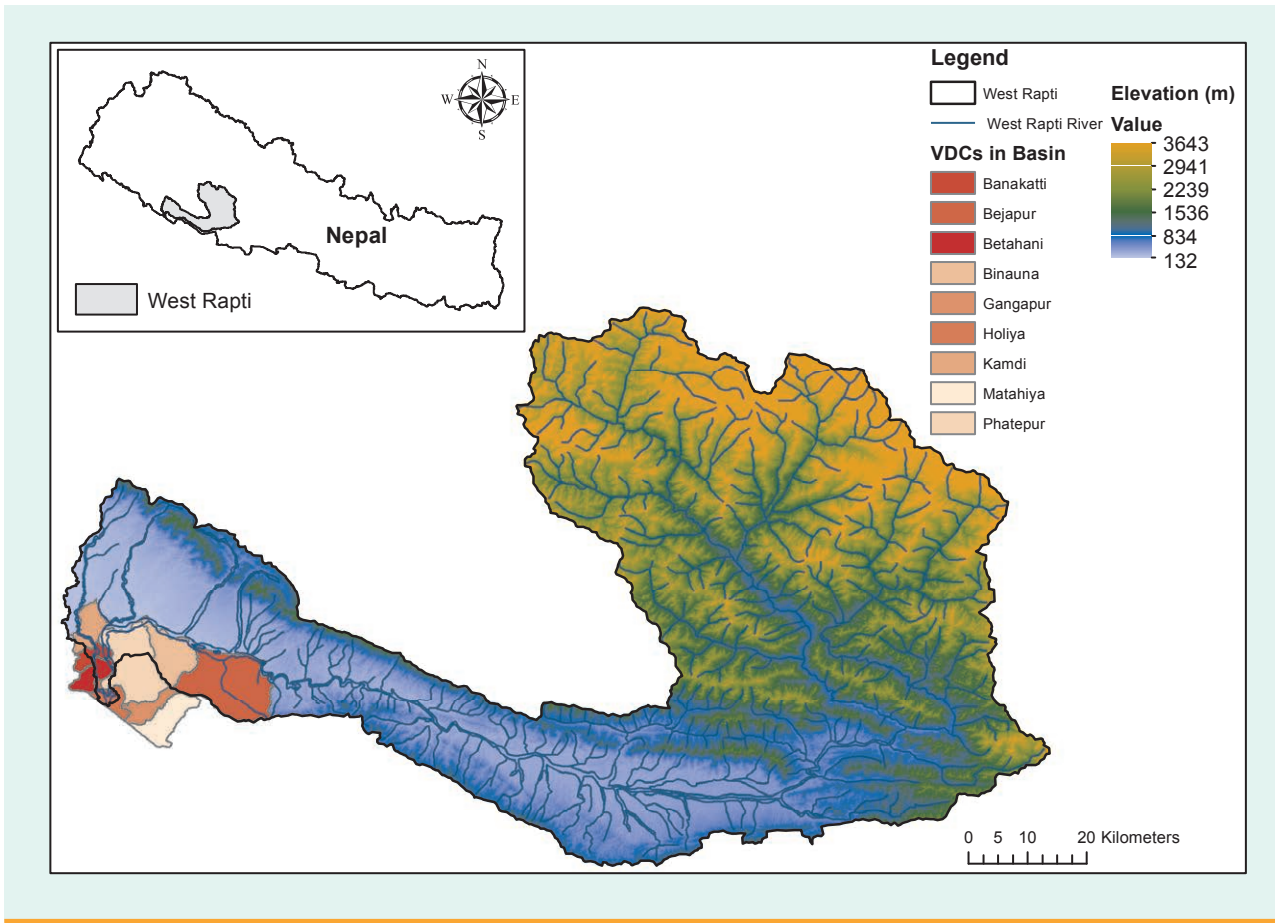 N
W E
S
Nepal
West Rapti
Legend
West Rapti
West Rapti River
VDCs in Basin
Banakatti
Bejapur
Betahani
Binauna
Gangapur
Holiya
Kamdi
Matahiya
Phatepur
Elevation (m)
Value
3643
2941
2239
1536
834
132
0 5 10 20 Kilometers